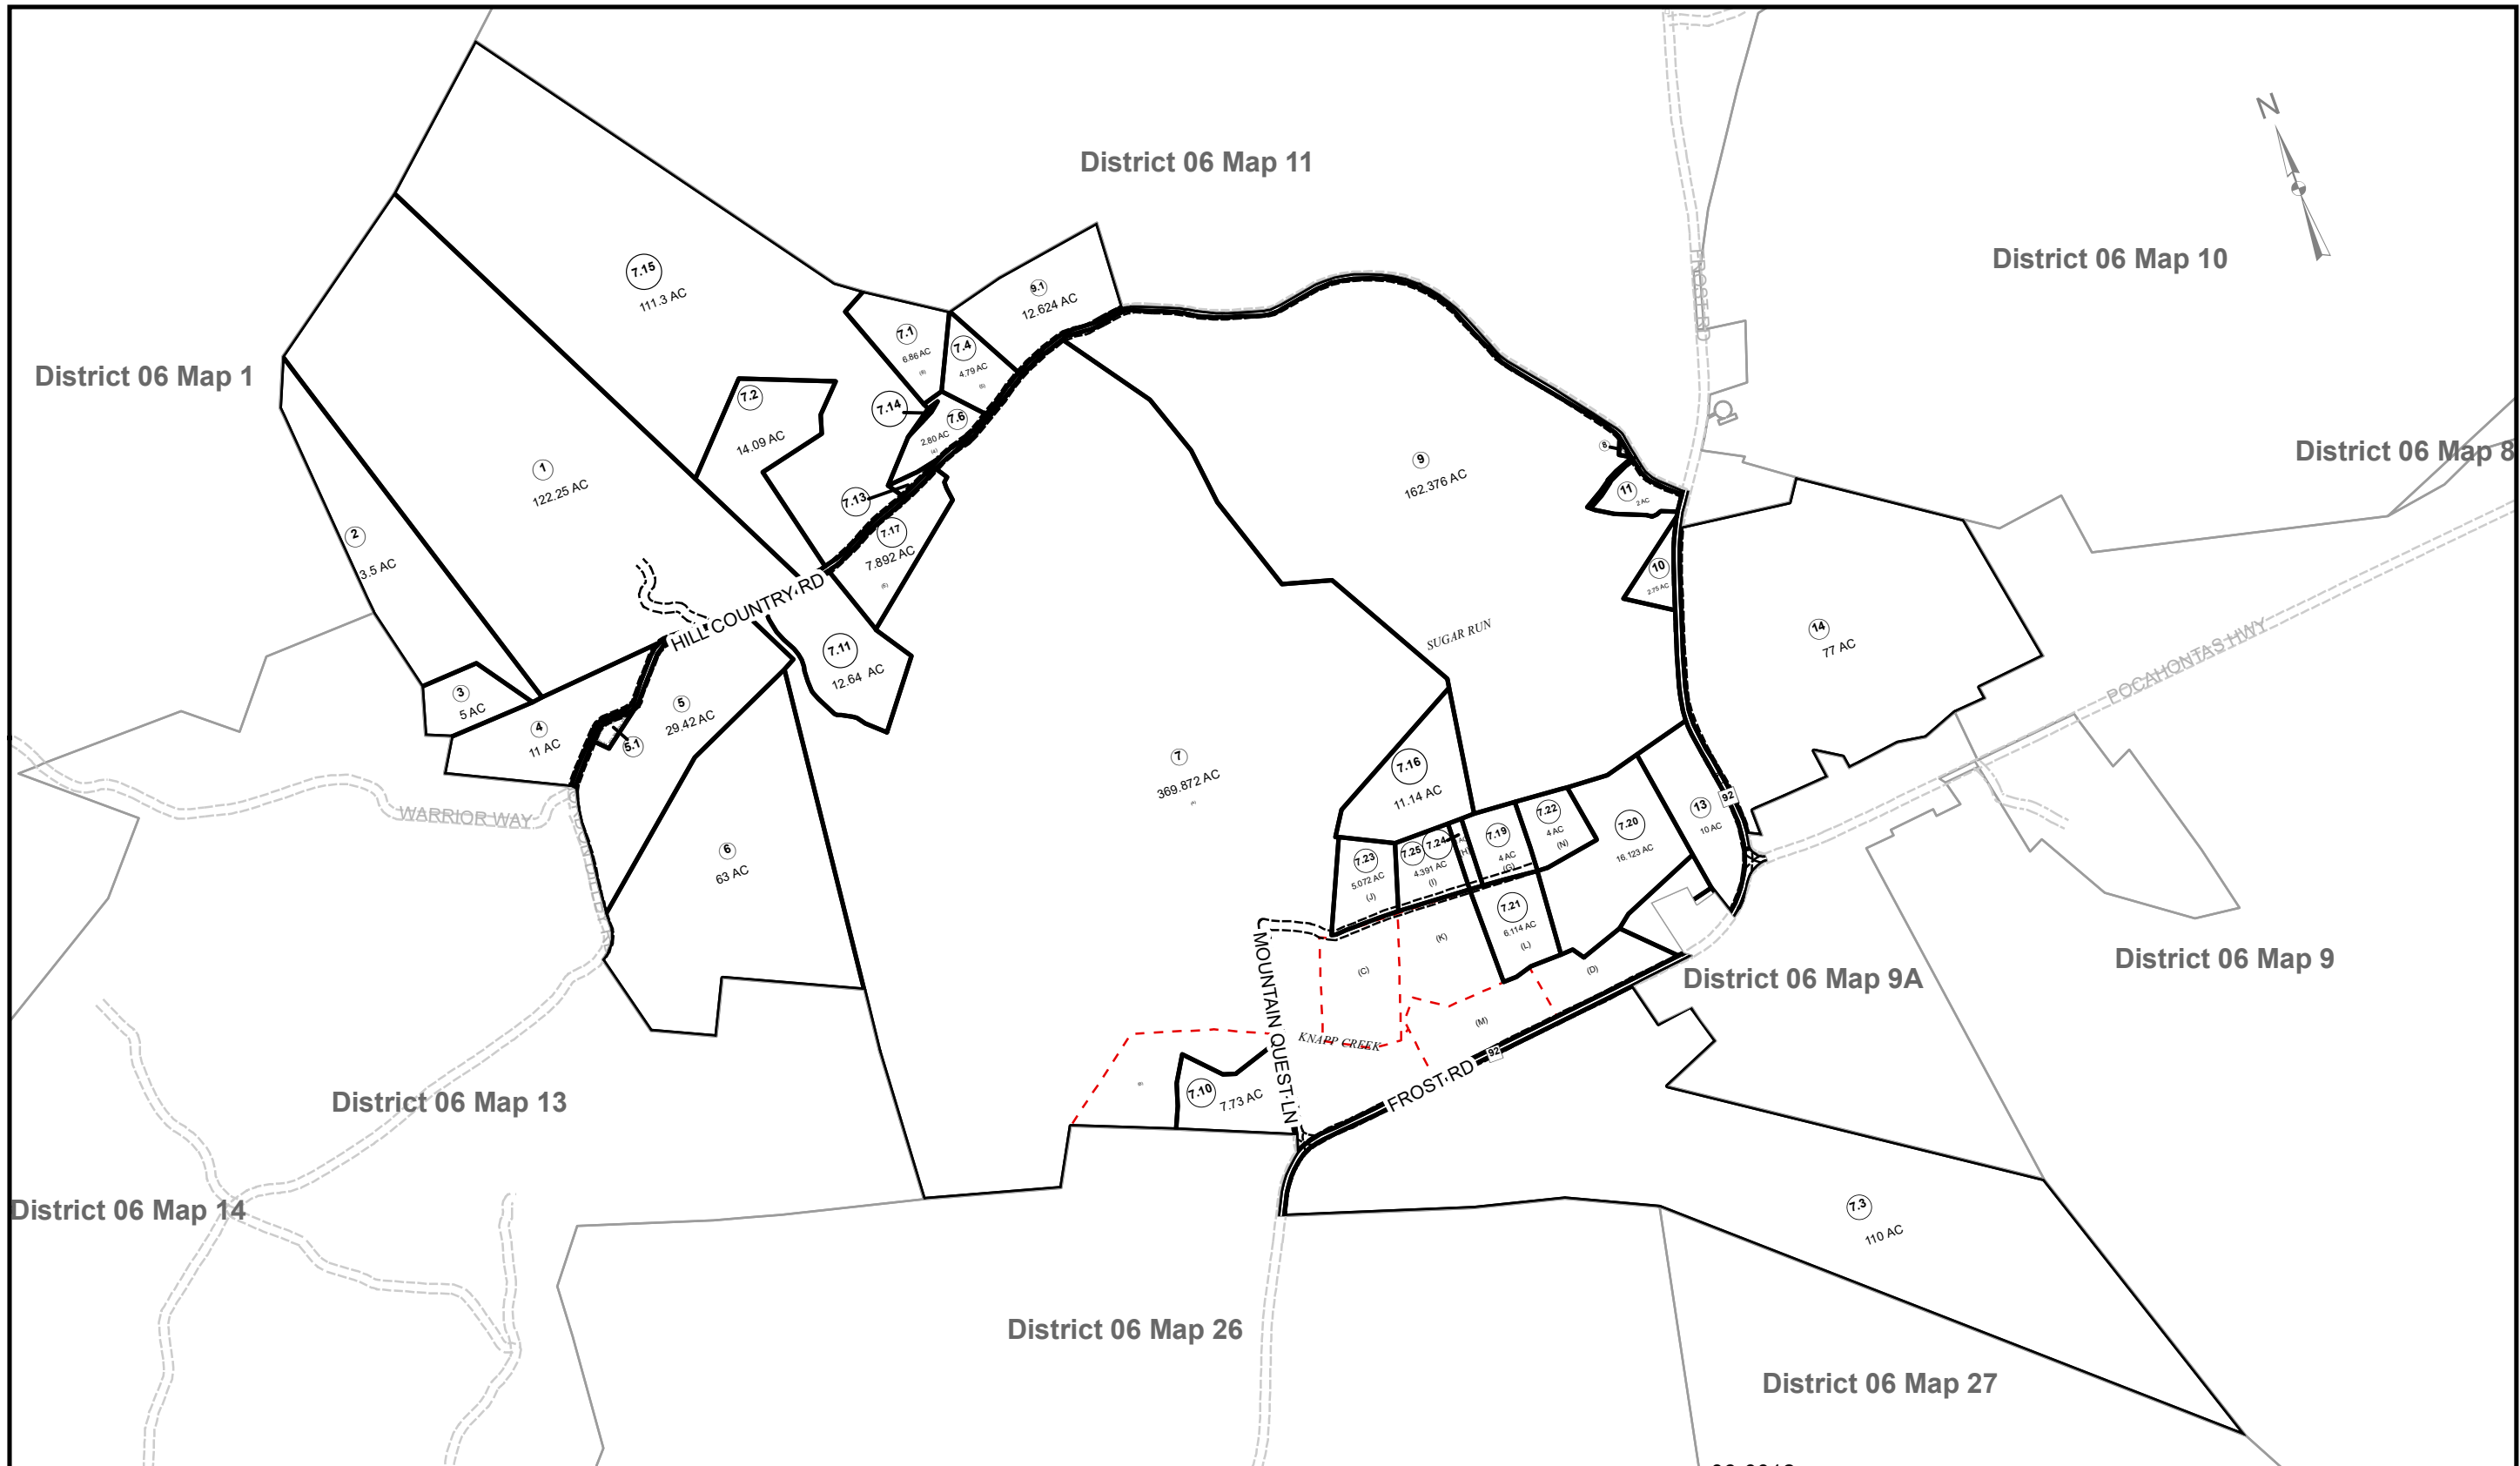 N
District 06 Map 11
District 06 Map 10
FROST RD
7.15
111.3 AC
9.1
12.624 AC
District 06 Map 1
7.1
6.86 AC
7.4
4.79 AC
7.2
14.09 AC
7.14
7.6
2.80 AC
District 06 Map 8
8
9
162.376 AC
1
122.25 AC
11
2 AC
7.13
7.17
7.892 AC
2
3.5 AC
10
2.75 AC
HILL COUNTRY RD
SUGAR RUN
14
77 AC
7.11
12.64 AC
POCAHONTAS HWY
3
5 AC
4
11 AC
5
29.42 AC
5.1
7
369.872 AC
7.16
11.14 AC
WARRIOR WAY
92
13
10 AC
7.22
4 AC
(N)
7.20
16.123 AC
7.19
4 AC
(G)
7.24
7.25
4.391 AC
(I)
7.23
5.072 AC
(J)
6
63 AC
7.21
6.114 AC
(L)
(K)
(C)
(D)
MOUNTAIN QUEST LN
District 06 Map 9A
District 06 Map 9
(M)
KNAPP CREEK
92
FROST RD
7.10
7.73 AC
District 06 Map 13
District 06 Map 14
7.3
110 AC
District 06 Map 26
District 06 Map 27